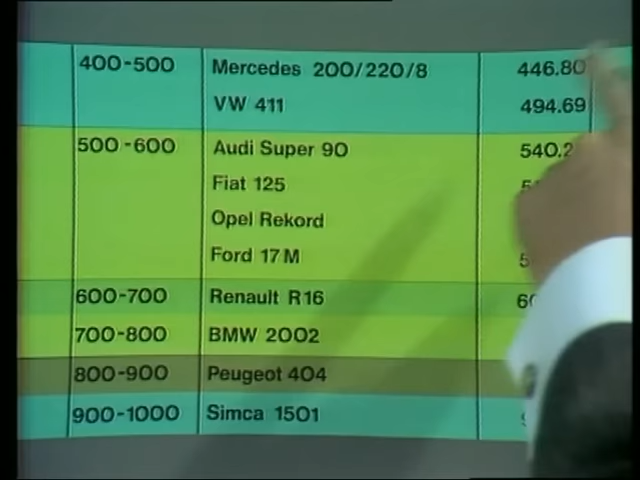 400-500 Mercedes 200/220/8 446.80
VW 411 494.69
500-600 Audi Super 90 540.2
Fiat 125
Opel Rekord
Ford 17 M
600-700 Renault R16
700-800 BMW 2002
800-900 Peugeot 404
900-1000 Simca 1501